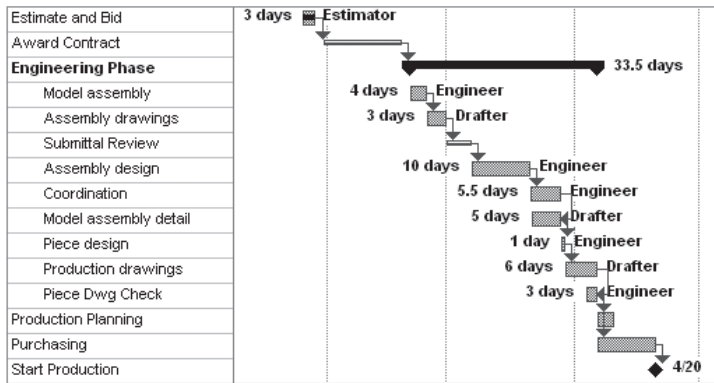 Estimate and Bid 3 days Estimator
Award Contract
Engineering Phase 33.5 days
Model assembly 4 days Engineer
Assembly drawings 3 days Drafter
Submittal Review
Assembly design 10 days Engineer
Coordination 5.5 days Engineer
Model assembly detail 5 days Drafter
Piece design 1 day Engineer
Production drawings 6 days Drafter
Piece Dwg Check 3 days Engineer
Production Planning
Purchasing
Start Production 4/20